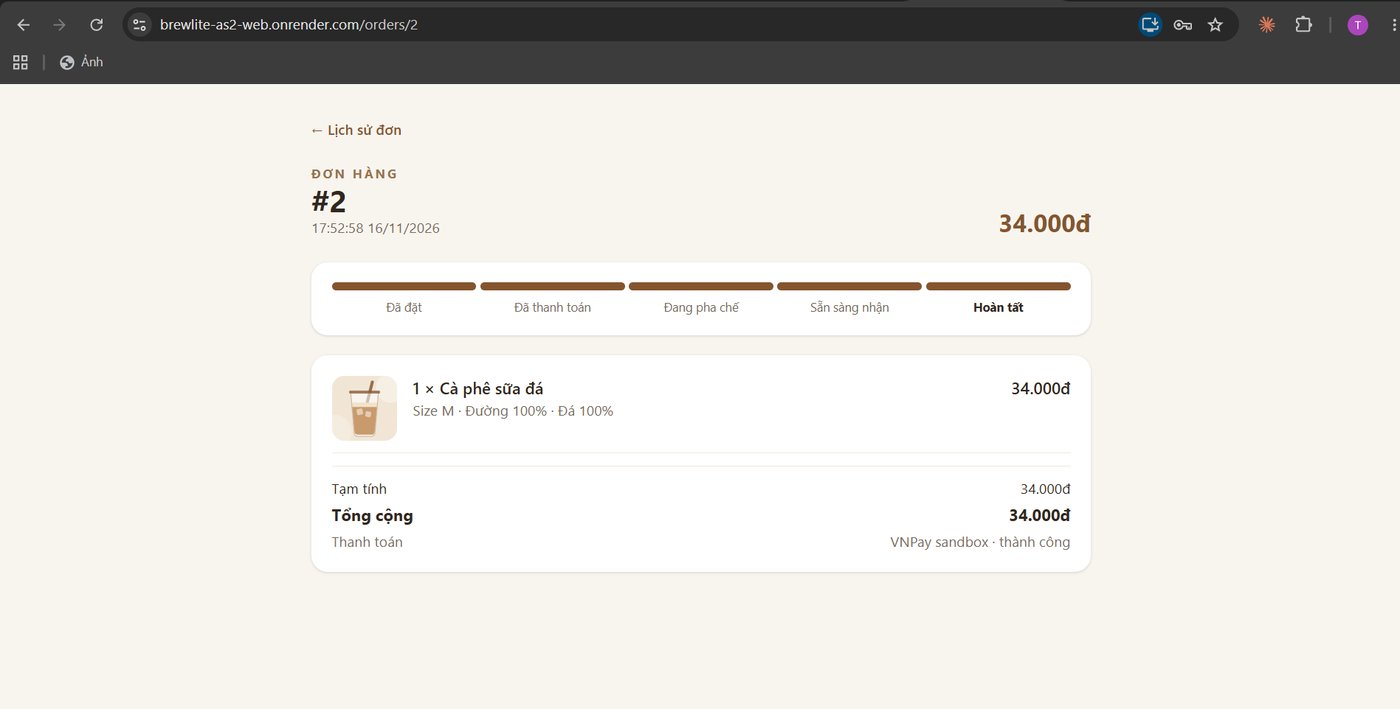 brewlite-as2-web.onrender.com/orders/2
T
Ảnh
← Lịch sử đơn
ĐƠN HÀNG
#2
17:52:58 16/11/2026
34.000đ
Đã đặt
Đã thanh toán
Đang pha chế
Sẵn sàng nhận
Hoàn tất
1 × Cà phê sữa đá
34.000đ
Size M · Đường 100% · Đá 100%
Tạm tính
34.000đ
Tổng cộng
34.000đ
Thanh toán
VNPay sandbox · thành công